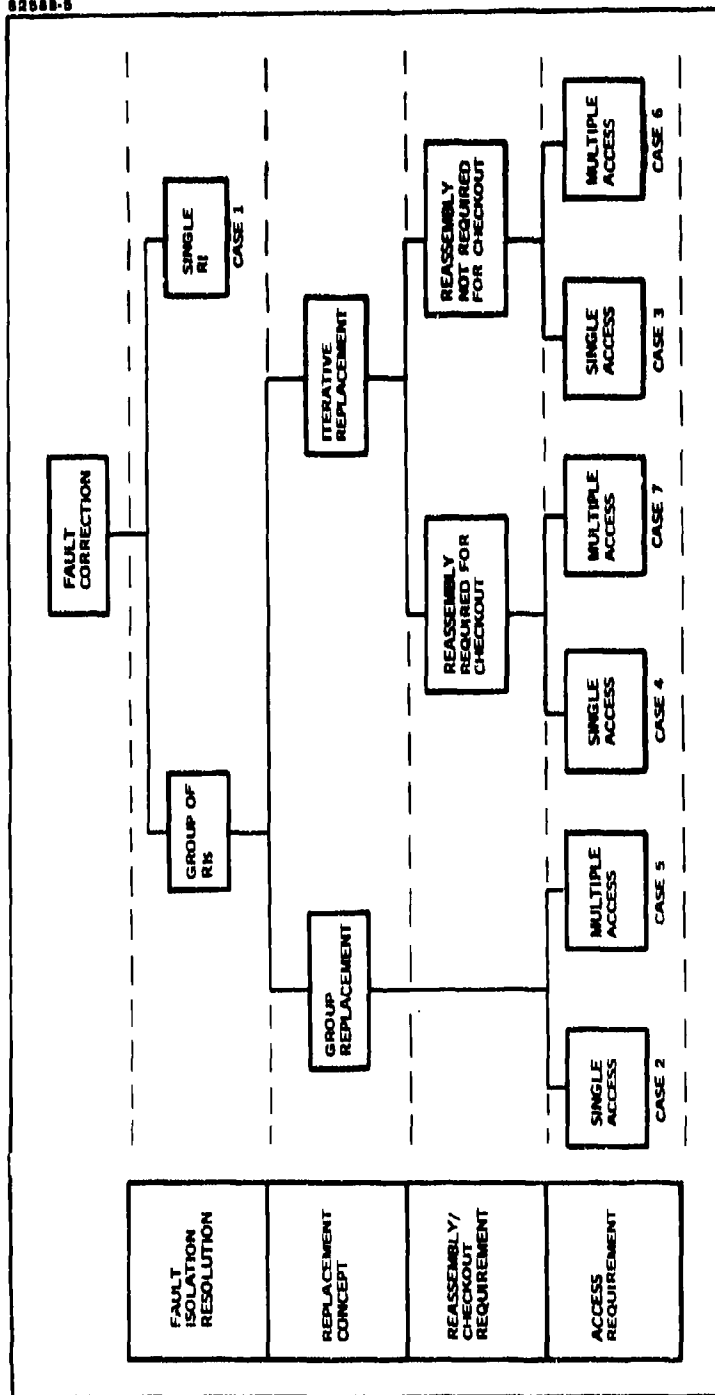 82588-5
FAULT
CORRECTION
FAULT
ISOLATION
RESOLUTION
GROUP OF
RIs
SINGLE
RI
CASE 1
REPLACEMENT
CONCEPT
GROUP
REPLACEMENT
ITERATIVE
REPLACEMENT
REASSEMBLY/
CHECKOUT
REQUIREMENT
REASSEMBLY
REQUIRED FOR
CHECKOUT
REASSEMBLY
NOT REQUIRED
FOR CHECKOUT
ACCESS
REQUIREMENT
SINGLE
ACCESS
CASE 2
MULTIPLE
ACCESS
CASE 5
SINGLE
ACCESS
CASE 4
MULTIPLE
ACCESS
CASE 7
SINGLE
ACCESS
CASE 3
MULTIPLE
ACCESS
CASE 6